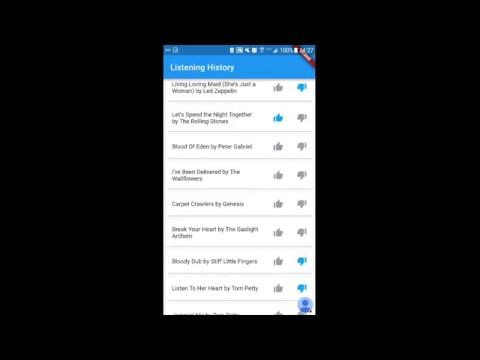 100% 14:27
Listening History
Living Loving Maid (She's Just a
Woman) by Led Zeppelin
Let's Spend the Night Together
by The Rolling Stones
Blood Of Eden by Peter Gabriel
I've Been Delivered by The
Wallflowers
Carpet Crawlers by Genesis
Break Your Heart by The Gaslight
Anthem
Bloody Dub by Stiff Little Fingers
Listen To Her Heart by Tom Petty